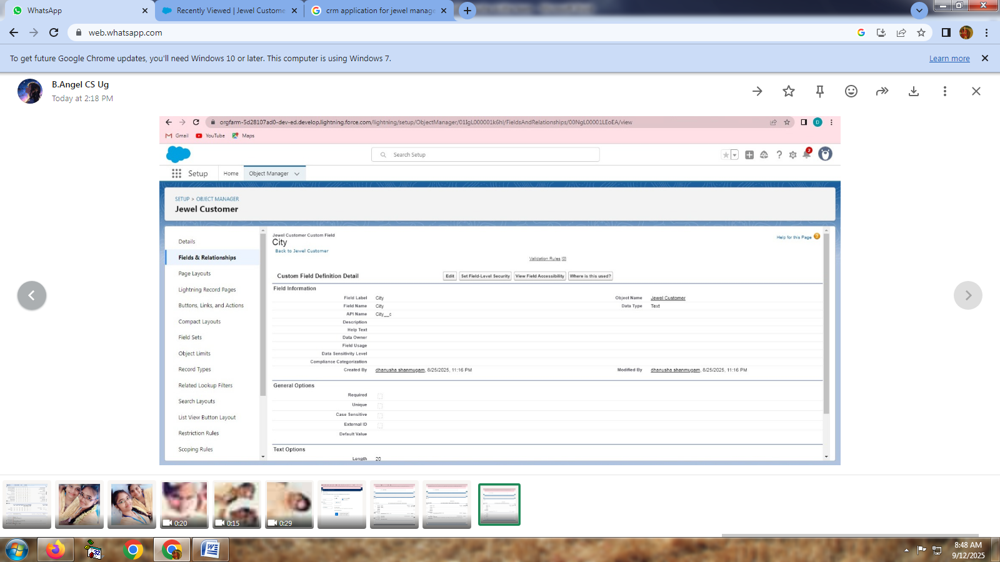 WhatsApp
Recently Viewed | Jewel Custome
crm application for jewel manage
web.whatsapp.com
To get future Google Chrome updates, you'll need Windows 10 or later. This computer is using Windows 7.
Learn more
B.Angel CS Ug
Today at 2:18 PM
orgfarm-5d28107ad0-dev-ed.develop.lightning.force.com/lightning/setup/ObjectManager/01IgL000001k6hI/FieldsAndRelationships/00NgL00001LEoEA/view
D
Gmail YouTube Maps
Search Setup
2
Setup Home Object Manager
SETUP > OBJECT MANAGER
Jewel Customer
Details
Fields & Relationships
Page Layouts
Lightning Record Pages
Buttons, Links, and Actions
Compact Layouts
Field Sets
Object Limits
Record Types
Related Lookup Filters
Search Layouts
List View Button Layout
Restriction Rules
Scoping Rules
Jewel Customer Custom Field
City
Back to Jewel Customer
Help for this Page
Validation Rules [0]
Custom Field Definition Detail
Edit Set Field-Level Security View Field Accessibility Where is this used?
Field Information
Field Label City Object Name Jewel Customer
Field Name City Data Type Text
API Name City__c
Description
Help Text
Data Owner
Field Usage
Data Sensitivity Level
Compliance Categorization
Created By dhanusha shanmugam, 8/25/2025, 11:16 PM Modified By dhanusha shanmugam, 8/25/2025, 11:16 PM
General Options
Required
Unique
Case Sensitive
External ID
Default Value
Text Options
Length 20
0:20
0:15
0:29
8:48 AM
9/12/2025